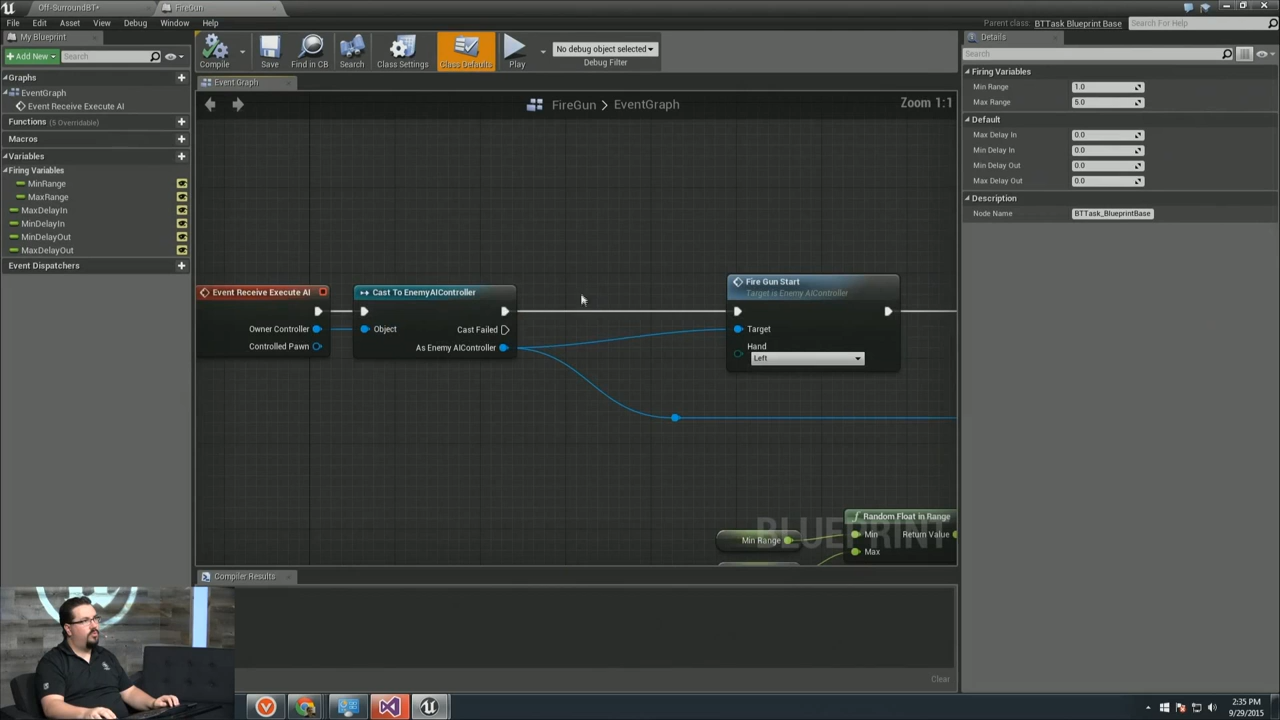 Off-SurroundBT*
FireGun
File Edit Asset View Debug Window Help
Parent class: BTTask Blueprint Base
Search For Help
My Blueprint
Add New
Search
Compile
Save
Find in CB
Search
Class Settings
Class Defaults
Play
No debug object selected
Debug Filter
Details
Search
Graphs
EventGraph
Event Receive Execute AI
Functions (5 Overridable)
Macros
Variables
Firing Variables
MinRange
MaxRange
MaxDelayIn
MinDelayIn
MinDelayOut
MaxDelayOut
Event Dispatchers
Event Graph
FireGun > EventGraph
Zoom 1:1
Event Receive Execute AI
Owner Controller
Controlled Pawn
Cast To EnemyAIController
Object
Cast Failed
As Enemy AIController
Fire Gun Start
Target is Enemy AIController
Target
Hand
Left
Min Range
Random Float in Range
Min
Return Value
Max
BLUEPRINT
Firing Variables
Min Range 1.0
Max Range 5.0
Default
Max Delay In 0.0
Min Delay In 0.0
Min Delay Out 0.0
Max Delay Out 0.0
Description
Node Name BTTask_BlueprintBase
Compiler Results
Clear
2:35 PM
9/29/2015